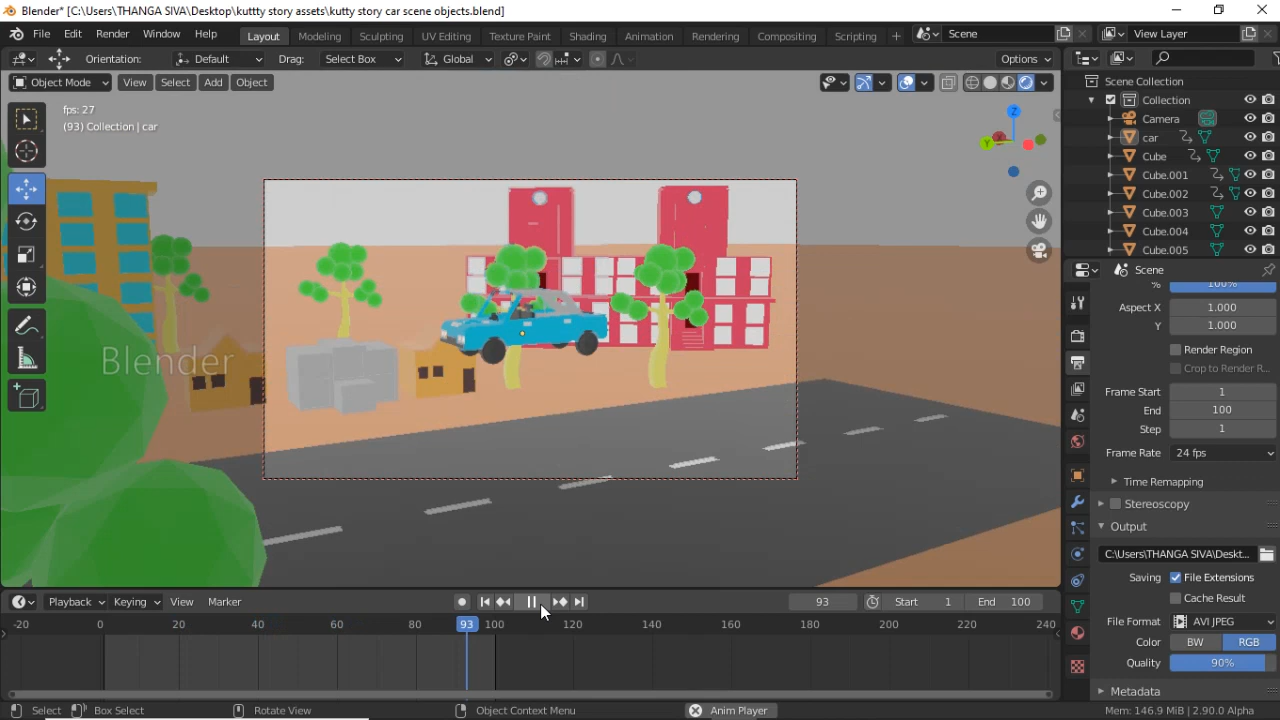 Blender* [C:\Users\THANGA SIVA\Desktop\kuttty story assets\kutty story car scene objects.blend]
File Edit Render Window Help Layout Modeling Sculpting UV Editing Texture Paint Shading Animation Rendering Compositing Scripting + Scene View Layer
Orientation: Default Drag: Select Box Global Options
Object Mode View Select Add Object
Scene Collection
Collection
Camera
car
Cube
Cube.001
Cube.002
Cube.003
Cube.004
Cube.005
fps: 27
(93) Collection | car
Z
Y
Blender
Scene
% 100%
Aspect X 1.000
Y 1.000
Render Region
Crop to Render R...
Frame Start 1
End 100
Step 1
Frame Rate 24 fps
Time Remapping
Stereoscopy
Output
C:\Users\THANGA SIVA\Deskt...
Saving File Extensions
Cache Result
File Format AVI JPEG
Color BW RGB
Quality 90%
Metadata
Playback Keying View Marker 93 Start 1 End 100
-20 0 20 40 60 80 93 100 120 140 160 180 200 220 240
Select Box Select Rotate View Object Context Menu Anim Player Mem: 146.9 MiB | 2.90.0 Alpha